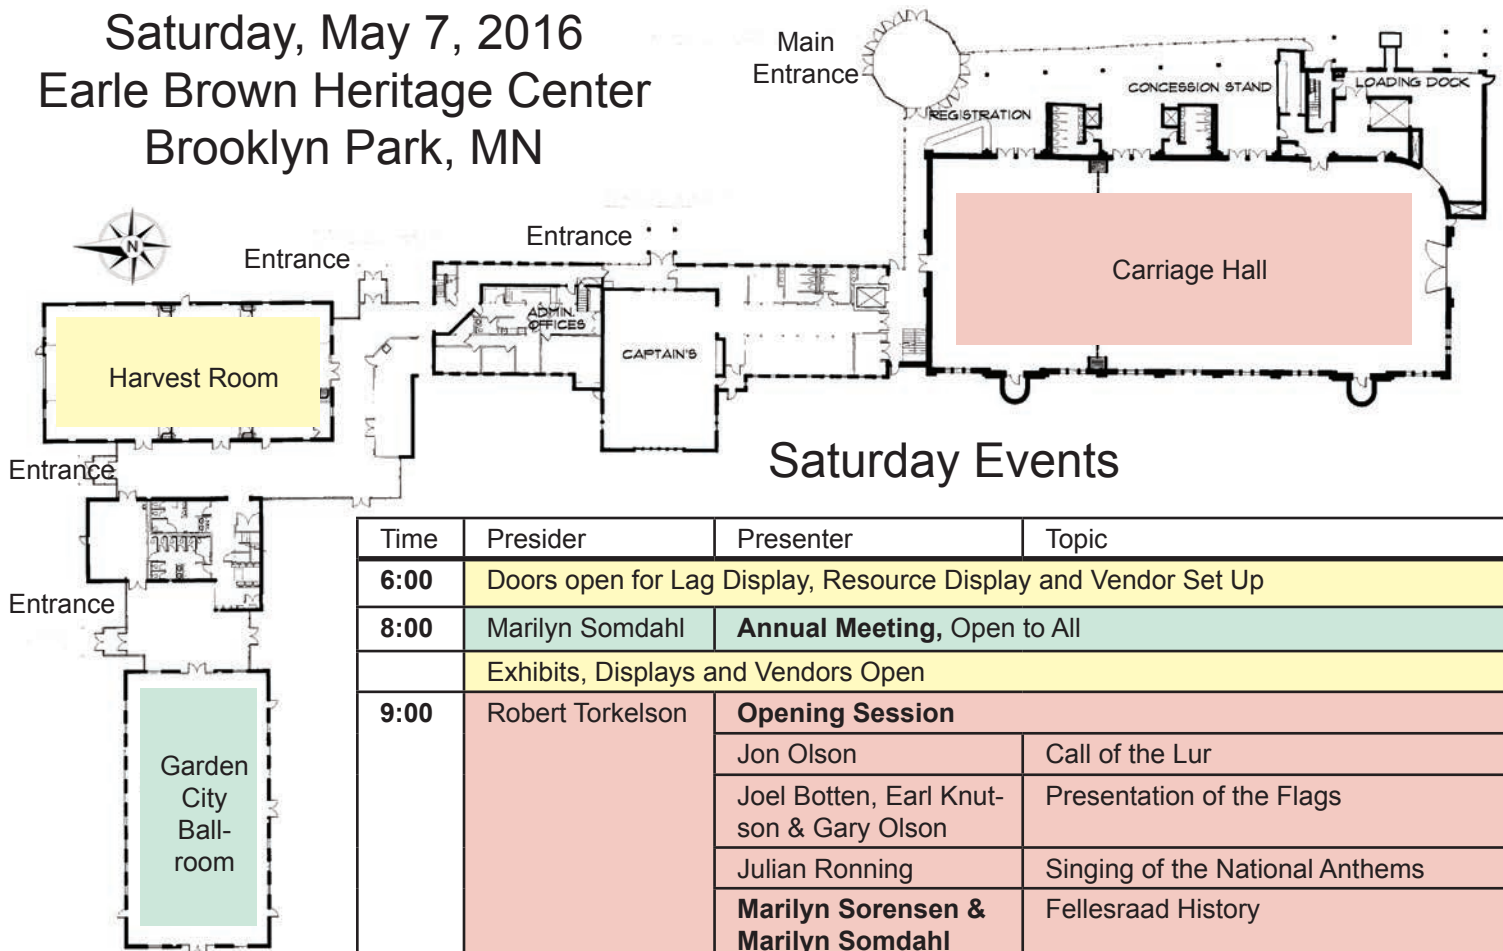 Saturday, May 7, 2016
Earle Brown Heritage Center
Brooklyn Park, MN
Main
Entrance
CONCESSION STAND
LOADING DOCK
REGISTRATION
N
Entrance
Entrance
Carriage Hall
ADMIN.
OFFICES
CAPTAIN'S
Harvest Room
Entrance
Entrance
Garden
City
Ball-
room
Saturday Events
Time Presider Presenter Topic
6:00 Doors open for Lag Display, Resource Display and Vendor Set Up
8:00 Marilyn Somdahl Annual Meeting, Open to All
Exhibits, Displays and Vendors Open
9:00 Robert Torkelson Opening Session
Jon Olson Call of the Lur
Joel Botten, Earl Knut- Presentation of the Flags
son & Gary Olson
Julian Ronning Singing of the National Anthems
Marilyn Sorensen & Fellesraad History
Marilyn Somdahl